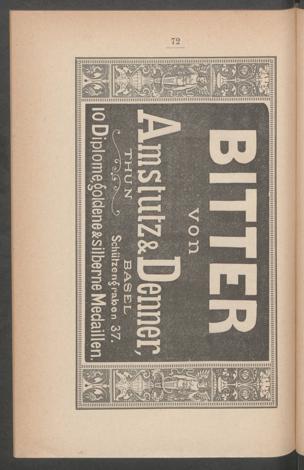 72
BITTER
von
Amstutz & Denner,
THUN BASEL
Schützengraben 37.
10 Diplome, goldene & silberne Medaillen.